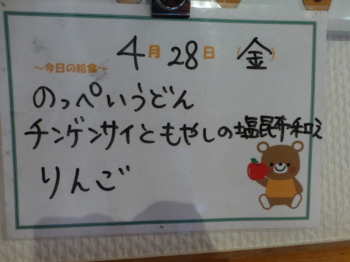 4月28日(金)
〜今日の給食〜
のっぺいうどん
チンゲンサイともやしの塩昆布和え
りんご